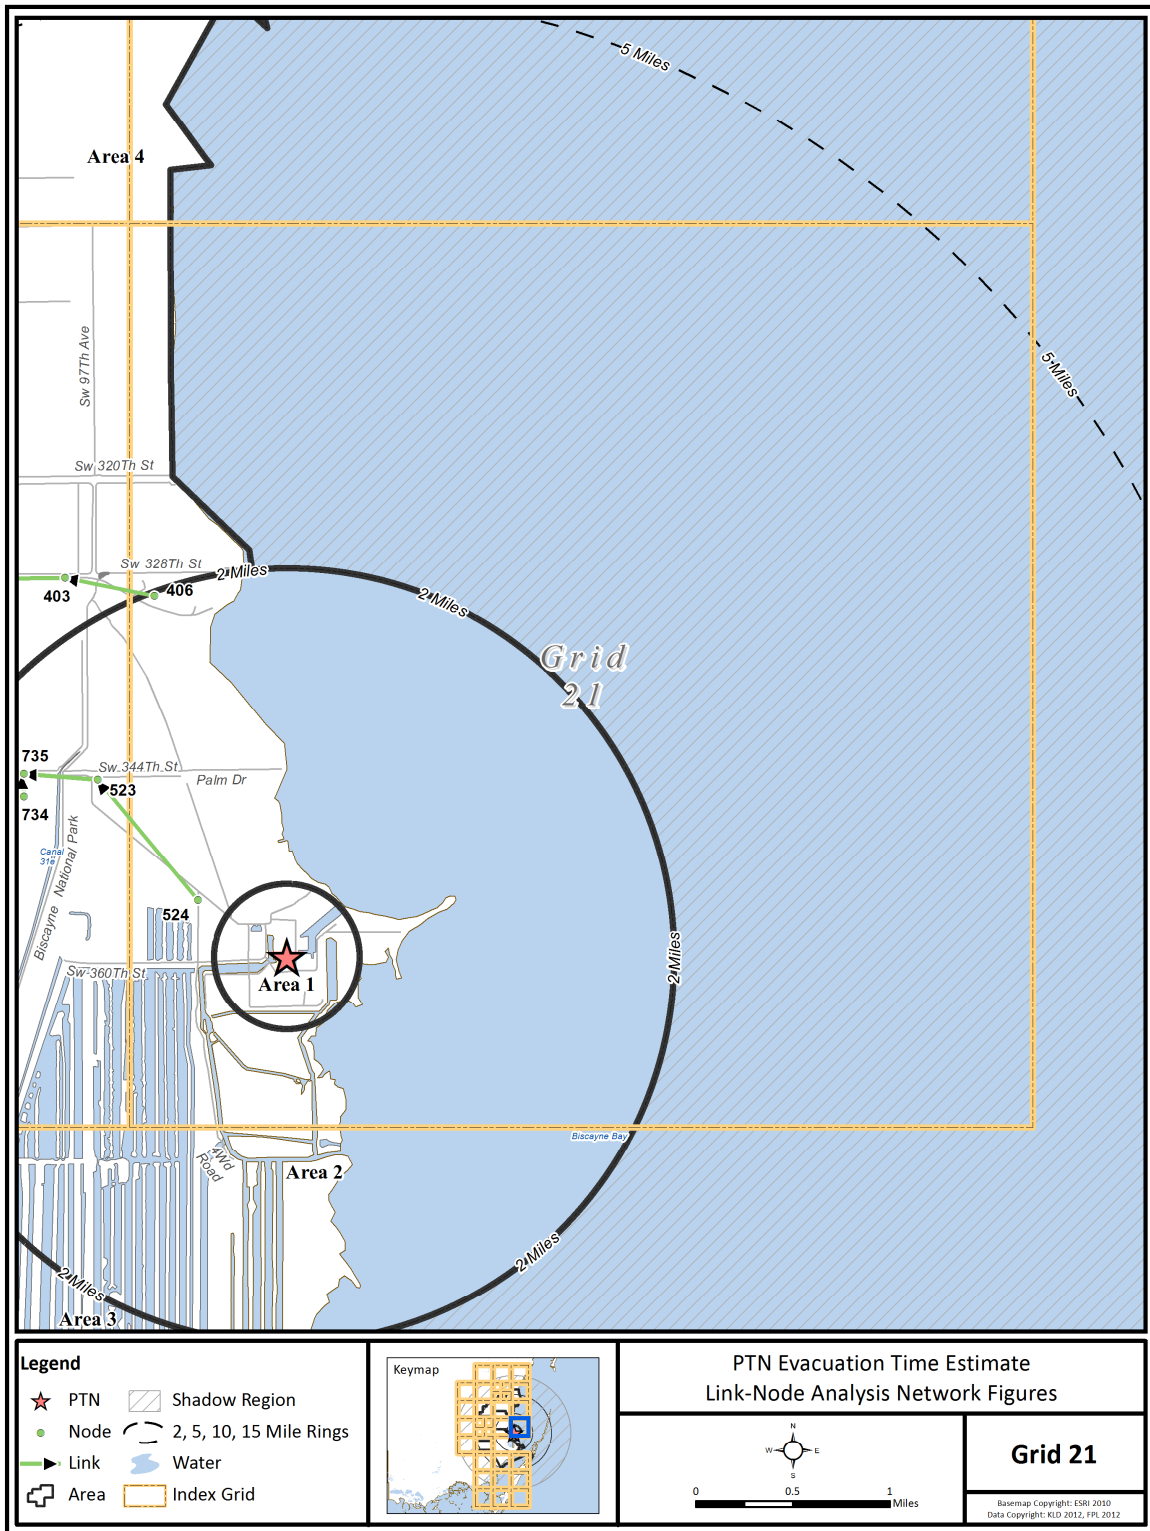 5 Miles
Area 4
Sw 97Th Ave
5 Miles
Sw 320Th St
Sw 328Th St
2 Miles
403
406
2 Miles
Grid
21
735
Sw 344Th St
Palm Dr
523
734
Canal
31e
Biscayne National Park
524
2 Miles
Sw 360Th St
Area 1
Biscayne Bay
4Wd
Road
Area 2
2 Miles
2 Miles
Area 3
Legend
PTN
Shadow Region
Node
2, 5, 10, 15 Mile Rings
Link
Water
Area
Index Grid
Keymap
PTN Evacuation Time Estimate
Link-Node Analysis Network Figures
N
W
E
S
0
0.5
1
Miles
Grid 21
Basemap Copyright: ESRI 2010
Data Copyright: KLD 2012, FPL 2012